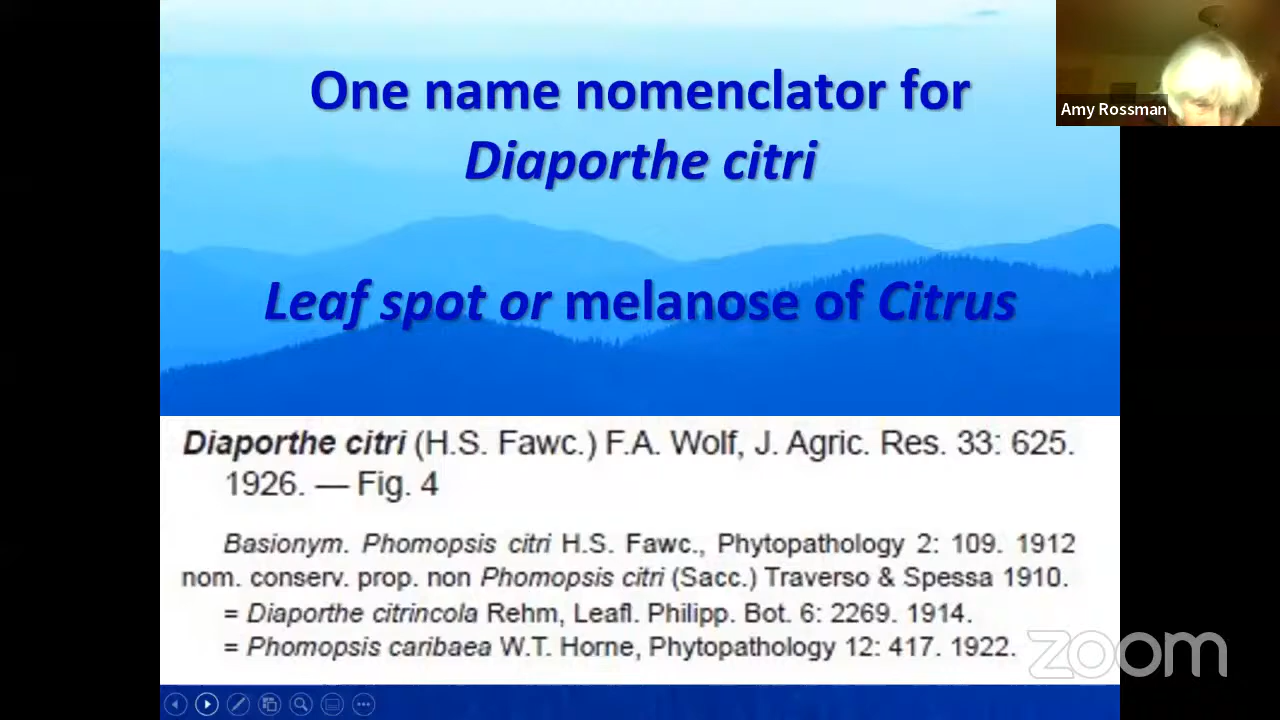 One name nomenclator for
Diaporthe citri
Amy Rossman
Leaf spot or melanose of Citrus
Diaporthe citri (H.S. Fawc.) F.A. Wolf, J. Agric. Res. 33: 625.
1926. — Fig. 4
Basionym. Phomopsis citri H.S. Fawc., Phytopathology 2: 109. 1912
nom. conserv. prop. non Phomopsis citri (Sacc.) Traverso & Spessa 1910.
= Diaporthe citrincola Rehm, Leafl. Philipp. Bot. 6: 2269. 1914.
= Phomopsis caribaea W.T. Horne, Phytopathology 12: 417. 1922.
zoom